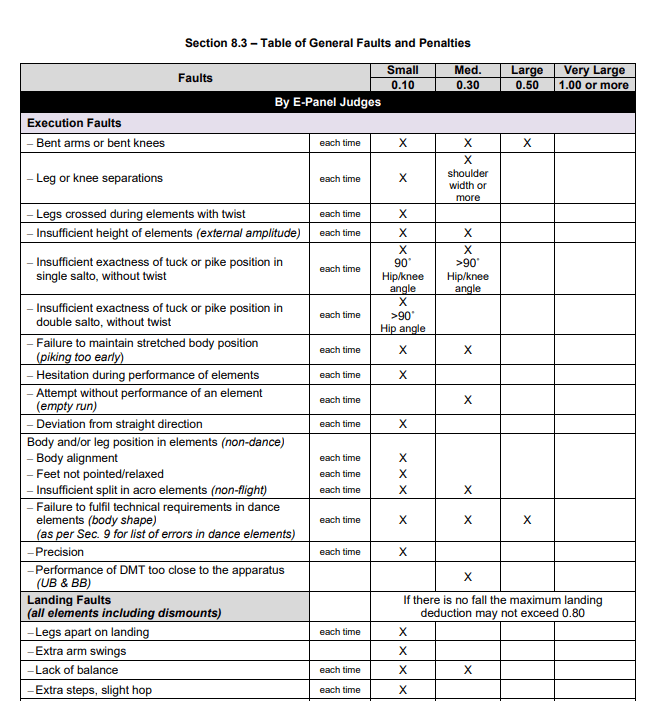 Section 8.3 – Table of General Faults and Penalties
Faults
Small Med. Large Very Large
0.10 0.30 0.50 1.00 or more
By E-Panel Judges
Execution Faults
– Bent arms or bent knees each time X X X
– Leg or knee separations each time X X
shoulder
width or
more
– Legs crossed during elements with twist each time X
– Insufficient height of elements (external amplitude) each time X X
– Insufficient exactness of tuck or pike position in
single salto, without twist
each time
X
90˚
Hip/knee
angle
X
>90˚
Hip/knee
angle
– Insufficient exactness of tuck or pike position in
double salto, without twist
each time
X
>90˚
Hip angle
– Failure to maintain stretched body position
(piking too early)
each time X X
– Hesitation during performance of elements each time X
– Attempt without performance of an element
(empty run)
each time X
– Deviation from straight direction each time X
Body and/or leg position in elements (non-dance)
– Body alignment each time X
– Feet not pointed/relaxed each time X
– Insufficient split in acro elements (non-flight) each time X X
– Failure to fulfil technical requirements in dance
elements (body shape)
(as per Sec. 9 for list of errors in dance elements)
each time X X X
– Precision each time X
– Performance of DMT too close to the apparatus
(UB & BB)
X
Landing Faults
(all elements including dismounts)
If there is no fall the maximum landing
deduction may not exceed 0.80
– Legs apart on landing each time X
– Extra arm swings X
– Lack of balance each time X X
– Extra steps, slight hop each time X